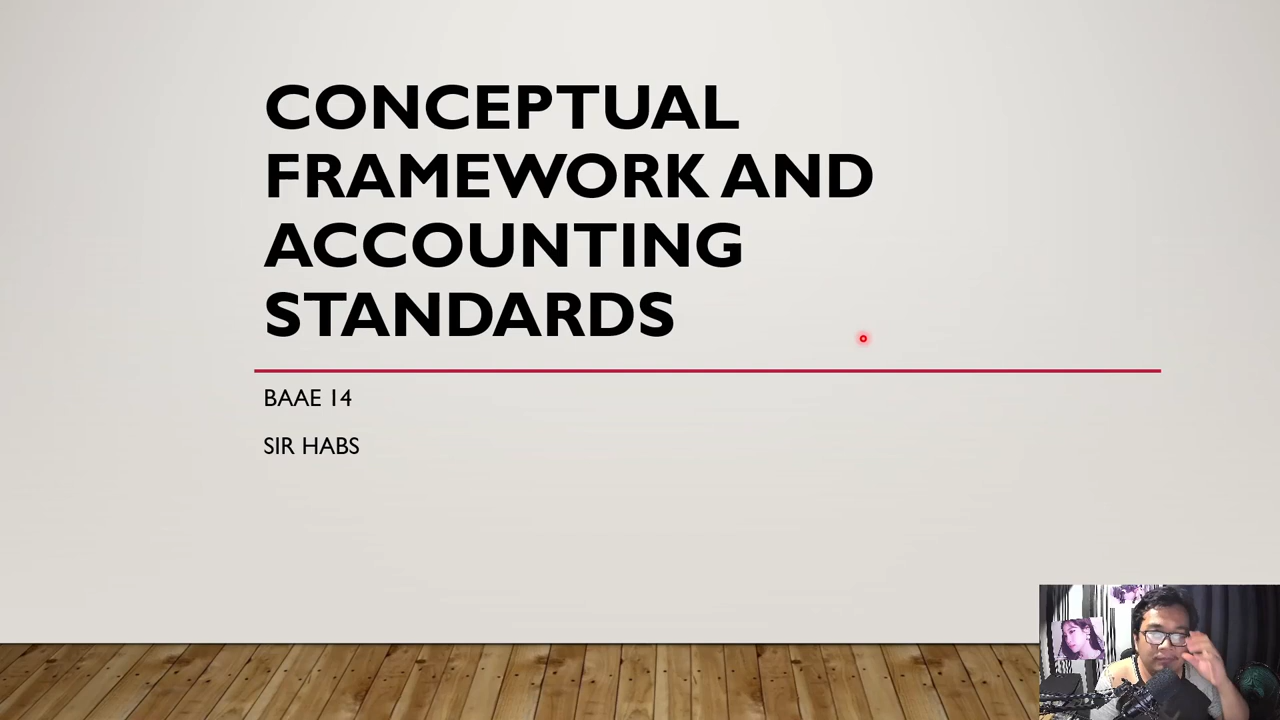 CONCEPTUAL
FRAMEWORK AND
ACCOUNTING
STANDARDS
BAAE 14
SIR HABS